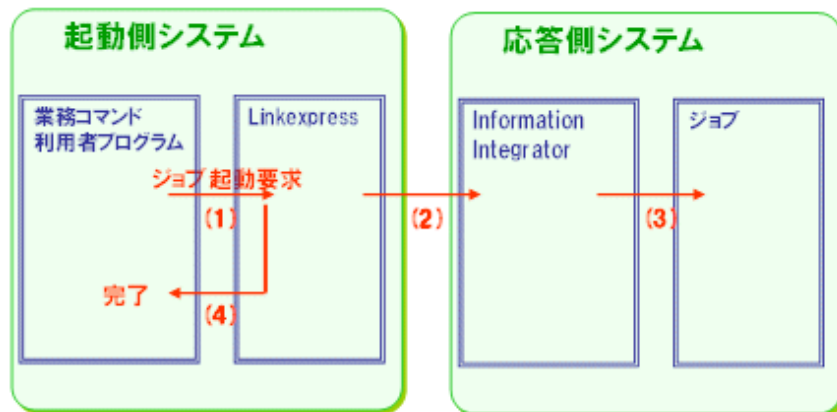 起動側システム
応答側システム
業務コマンド
利用者プログラム
Linkexpress
Information
Integrator
ジョブ
ジョブ起動要求
(1)
(2)
(3)
完了
(4)